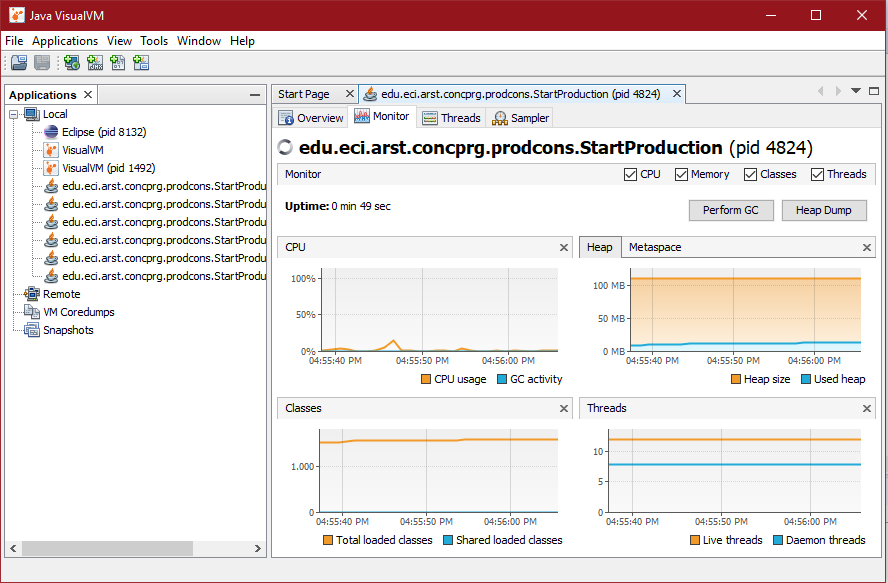 Java VisualVM
File Applications View Tools Window Help
Applications
Local
Eclipse (pid 8132)
VisualVM
VisualVM (pid 1492)
edu.eci.arst.concprg.prodcons.StartProdu
edu.eci.arst.concprg.prodcons.StartProdu
edu.eci.arst.concprg.prodcons.StartProdu
edu.eci.arst.concprg.prodcons.StartProdu
edu.eci.arst.concprg.prodcons.StartProdu
edu.eci.arst.concprg.prodcons.StartProdu
Remote
VM Coredumps
Snapshots
Start Page edu.eci.arst.concprg.prodcons.StartProduction (pid 4824)
Overview Monitor Threads Sampler
edu.eci.arst.concprg.prodcons.StartProduction (pid 4824)
Monitor CPU Memory Classes Threads
Uptime: 0 min 49 sec
Perform GC Heap Dump
CPU
100%
50%
0%
04:55:40 PM 04:55:50 PM 04:56:00 PM
CPU usage GC activity
Heap Metaspace
100 MB
50 MB
0 MB
04:55:40 PM 04:55:50 PM 04:56:00 PM
Heap size Used heap
Classes
1.000
0
04:55:40 PM 04:55:50 PM 04:56:00 PM
Total loaded classes Shared loaded classes
Threads
10
5
0
04:55:40 PM 04:55:50 PM 04:56:00 PM
Live threads Daemon threads